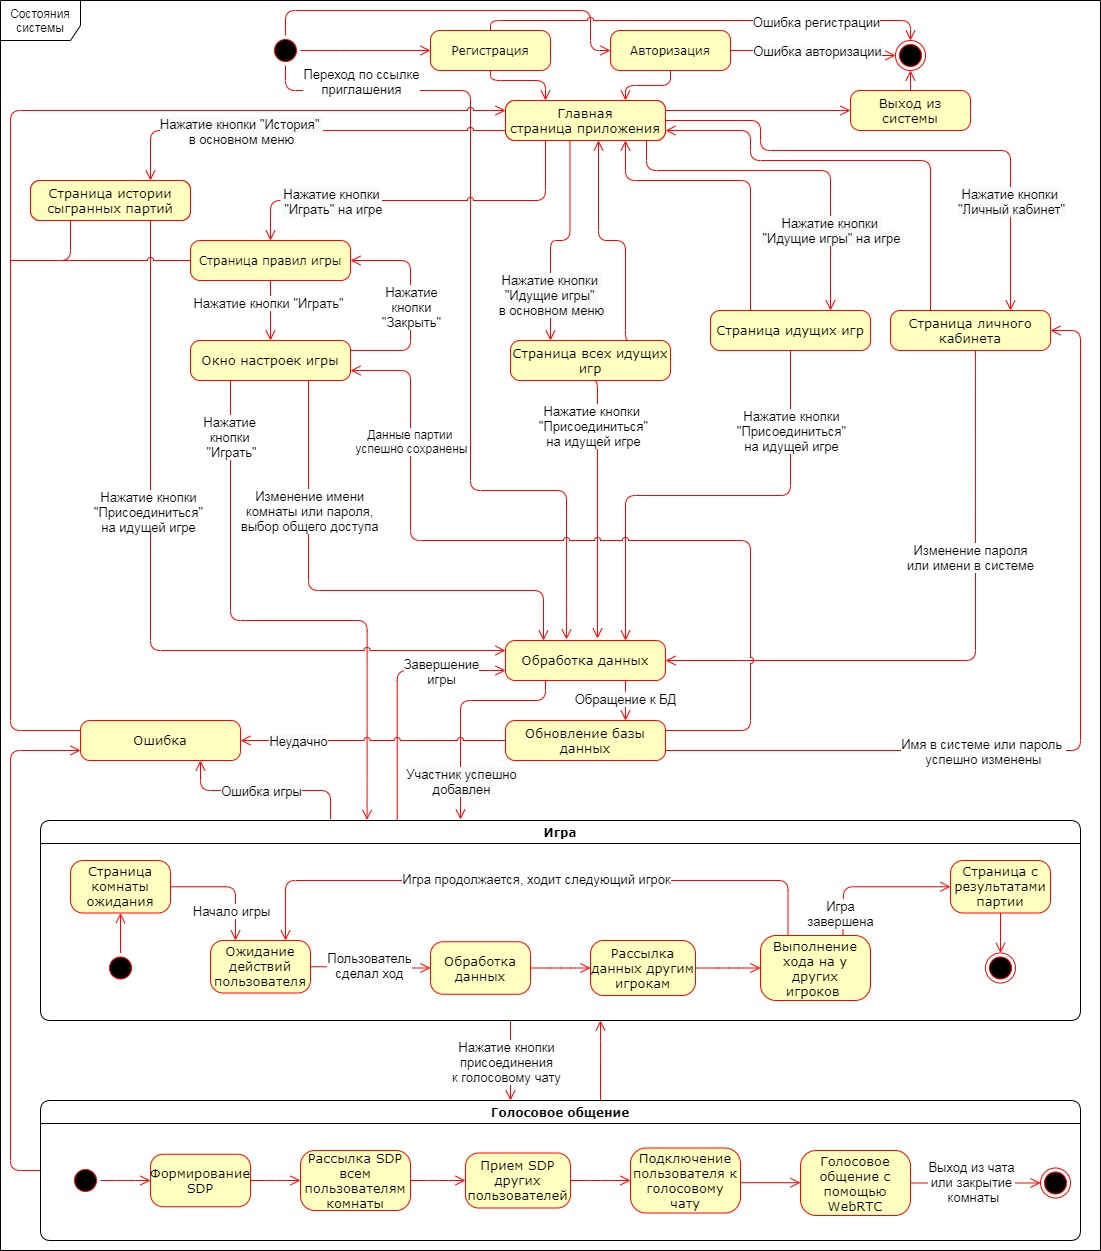 Состояния
системы
Регистрация
Авторизация
Ошибка регистрации
Ошибка авторизации
Переход по ссылке
приглашения
Главная
страница приложения
Выход из
системы
Нажатие кнопки "История"
в основном меню
Страница истории
сыгранных партий
Нажатие кнопки
"Играть" на игре
Нажатие кнопки
"Личный кабинет"
Нажатие кнопки
"Идущие игры" на игре
Страница правил игры
Нажатие кнопки
"Идущие игры"
в основном меню
Нажатие кнопки "Играть"
Нажатие
кнопки
"Закрыть"
Окно настроек игры
Страница всех идущих
игр
Страница идущих игр
Страница личного
кабинета
Нажатие
кнопки
"Играть"
Данные партии
успешно сохранены
Нажатие кнопки
"Присоединиться"
на идущей игре
Нажатие кнопки
"Присоединиться"
на идущей игре
Нажатие кнопки
"Присоединиться"
на идущей игре
Изменение имени
комнаты или пароля,
выбор общего доступа
Изменение пароля
или имени в системе
Обработка данных
Завершение
игры
Обращение к БД
Ошибка
Неудачно
Обновление базы
данных
Имя в системе или пароль
успешно изменены
Участник успешно
добавлен
Ошибка игры
Игра
Страница
комнаты
ожидания
Начало игры
Игра продолжается, ходит следующий игрок
Игра
завершена
Страница с
результатами
партии
Ожидание
действий
пользователя
Пользователь
сделал ход
Обработка
данных
Рассылка
данных другим
игрокам
Выполнение
хода на у
других
игроков
Нажатие кнопки
присоединения
к голосовому чату
Голосовое общение
Формирование
SDP
Рассылка SDP
всем
пользователям
комнаты
Прием SDP
других
пользователей
Подключение
пользователя к
голосовому
чату
Голосовое
общение с
помощью
WebRTC
Выход из чата
или закрытие
комнаты